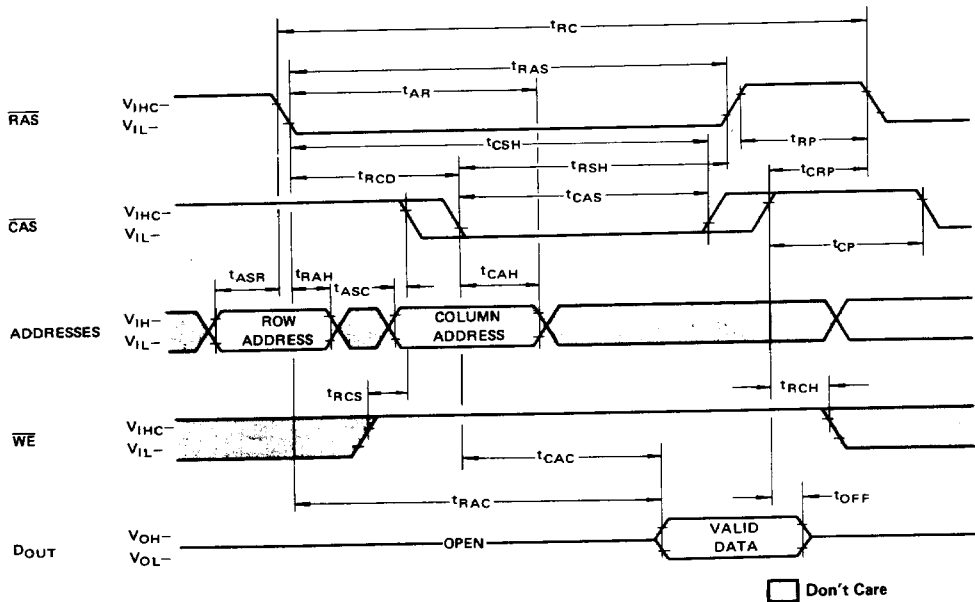 tRC
tRAS
tAR
RAS
VIHC–
VIL–
tRP
tCSH
tRSH
tCRP
tRCD
tCAS
CAS
VIHC–
VIL–
tCP
tASR
tRAH
tASC
tCAH
ADDRESSES
VIH–
VIL–
ROW
ADDRESS
COLUMN
ADDRESS
tRCS
tRCH
WE
VIHC–
VIL–
tCAC
tRAC
tOFF
DOUT
VOH–
VOL–
OPEN
VALID
DATA
Don't Care